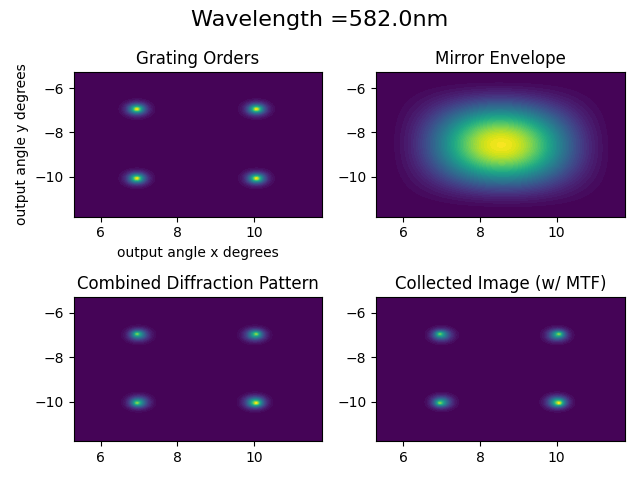 Wavelength =582.0nm
Grating Orders
Mirror Envelope
output angle y degrees
−6
−8
−10
6 8 10
output angle x degrees
−6
−8
−10
6 8 10
Combined Diffraction Pattern
Collected Image (w/ MTF)
−6
−8
−10
6 8 10
−6
−8
−10
6 8 10